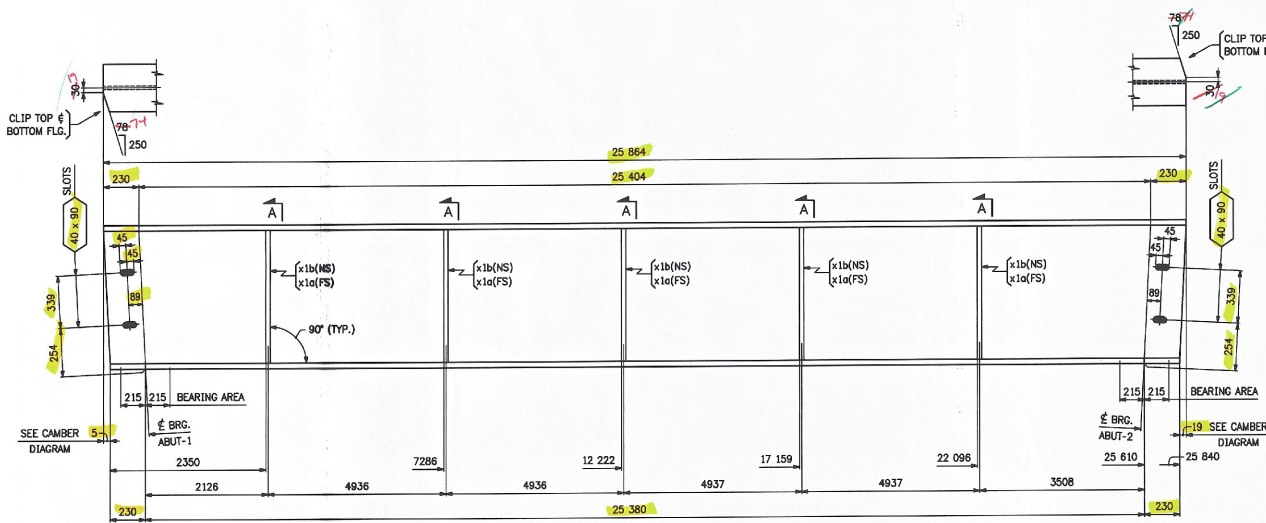 78 74
250
CLIP TOP
BOTTOM F
30 19
30 19
CLIP TOP &
BOTTOM FLG.
78 74
250
25 864
230
25 404
230
SLOTS
40 x 90
SLOTS
40 x 90
A
A
A
A
A
45
45
89
339
254
x1b(NS)
x1a(FS)
x1b(NS)
x1a(FS)
x1b(NS)
x1a(FS)
x1b(NS)
x1a(FS)
x1b(NS)
x1a(FS)
90° (TYP.)
45
45
89
339
254
215
215
BEARING AREA
215
215
BEARING AREA
℄ BRG.
ABUT-1
℄ BRG.
ABUT-2
SEE CAMBER
DIAGRAM
5
19
SEE CAMBER
DIAGRAM
2350
7286
12 222
17 159
22 096
25 610
25 840
2126
4936
4936
4937
4937
3508
230
25 380
230